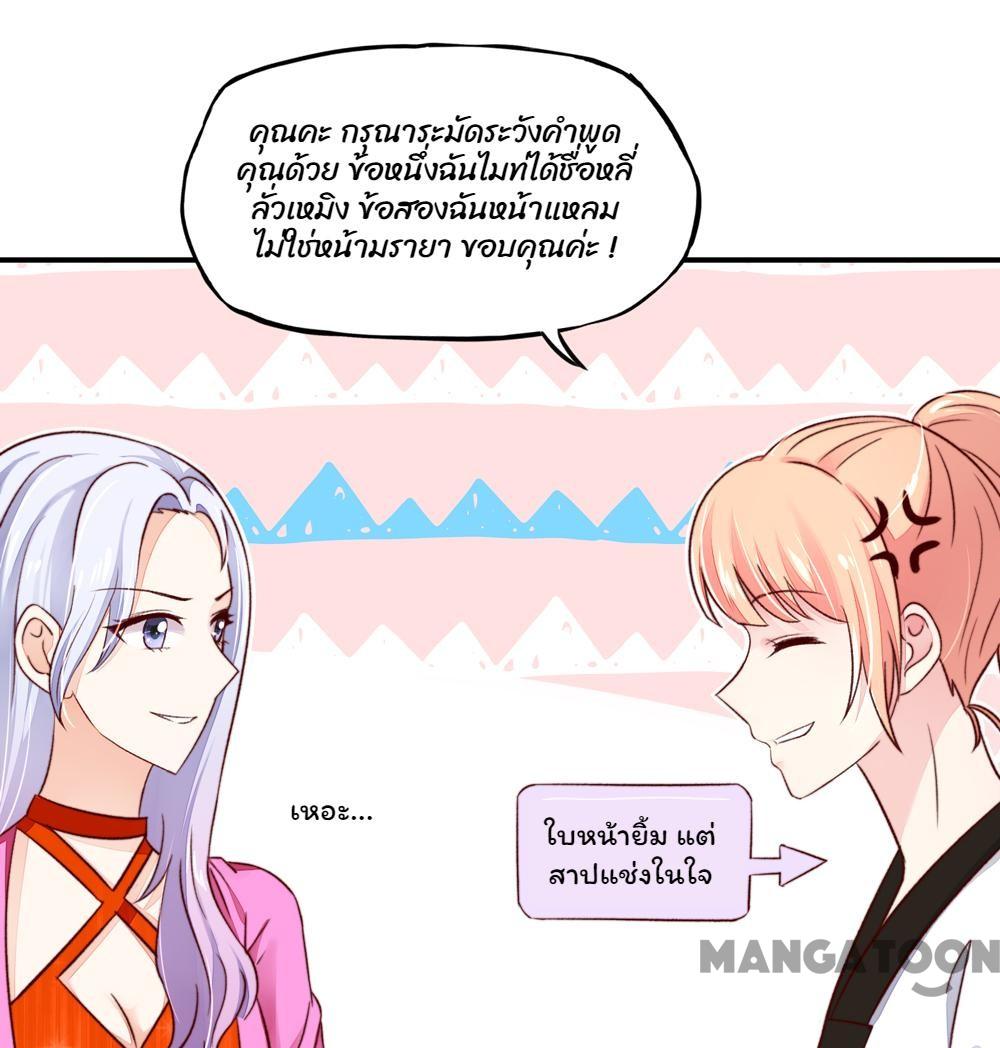 คุณคะ กรุณาระมัดระวังคำพูด
คุณด้วย ข้อหนึ่งฉันไมท่ได้ชื่อหลี่
ลั่วเหมิง ข้อสองฉันหน้าแหลม
ไม่ใช่หน้ามรายา ขอบคุณค่ะ !
เหอะ...
ใบหน้ายิ้ม แต่
สาปแช่งในใจ
MANGATOON